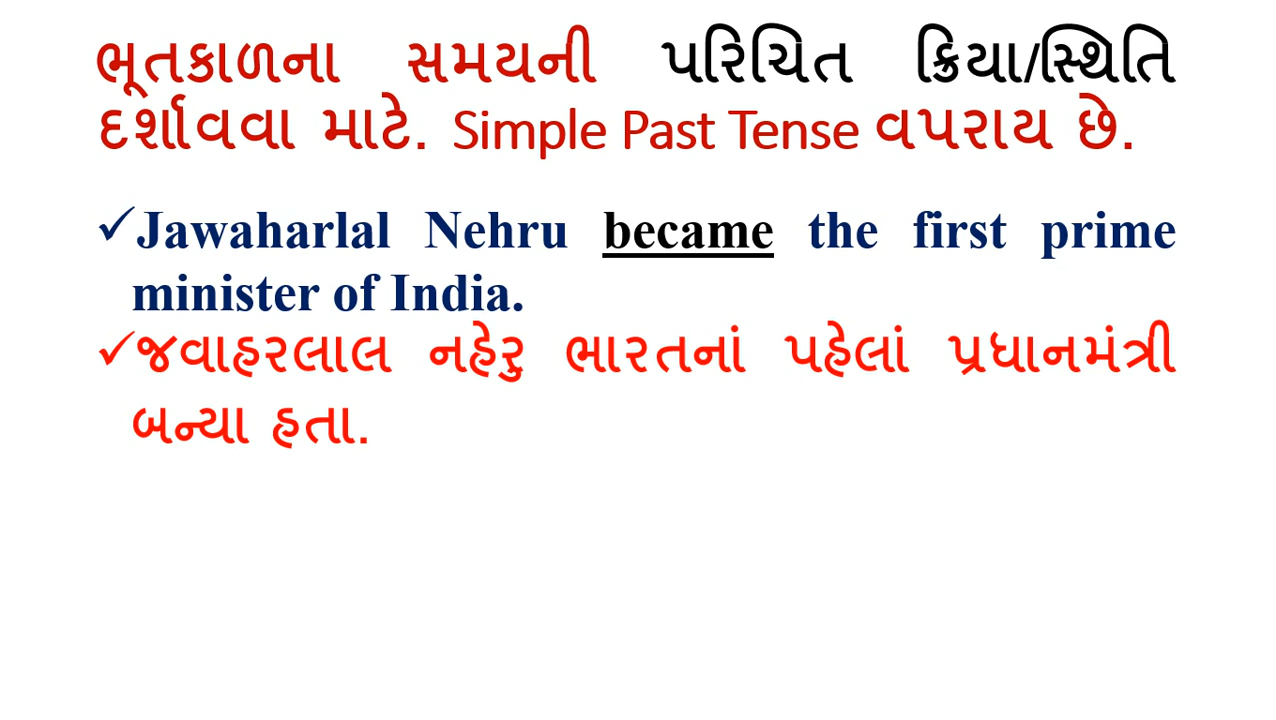 ભૂતકાળના સમયની પરિચિત ક્રિયા/સ્થિતિ
દર્શાવવા માટે. Simple Past Tense વપરાય છે.
✓Jawaharlal Nehru became the first prime
minister of India.
✓જવાહરલાલ નહેરુ ભારતનાં પહેલાં પ્રધાનમંત્રી
બન્યા હતા.